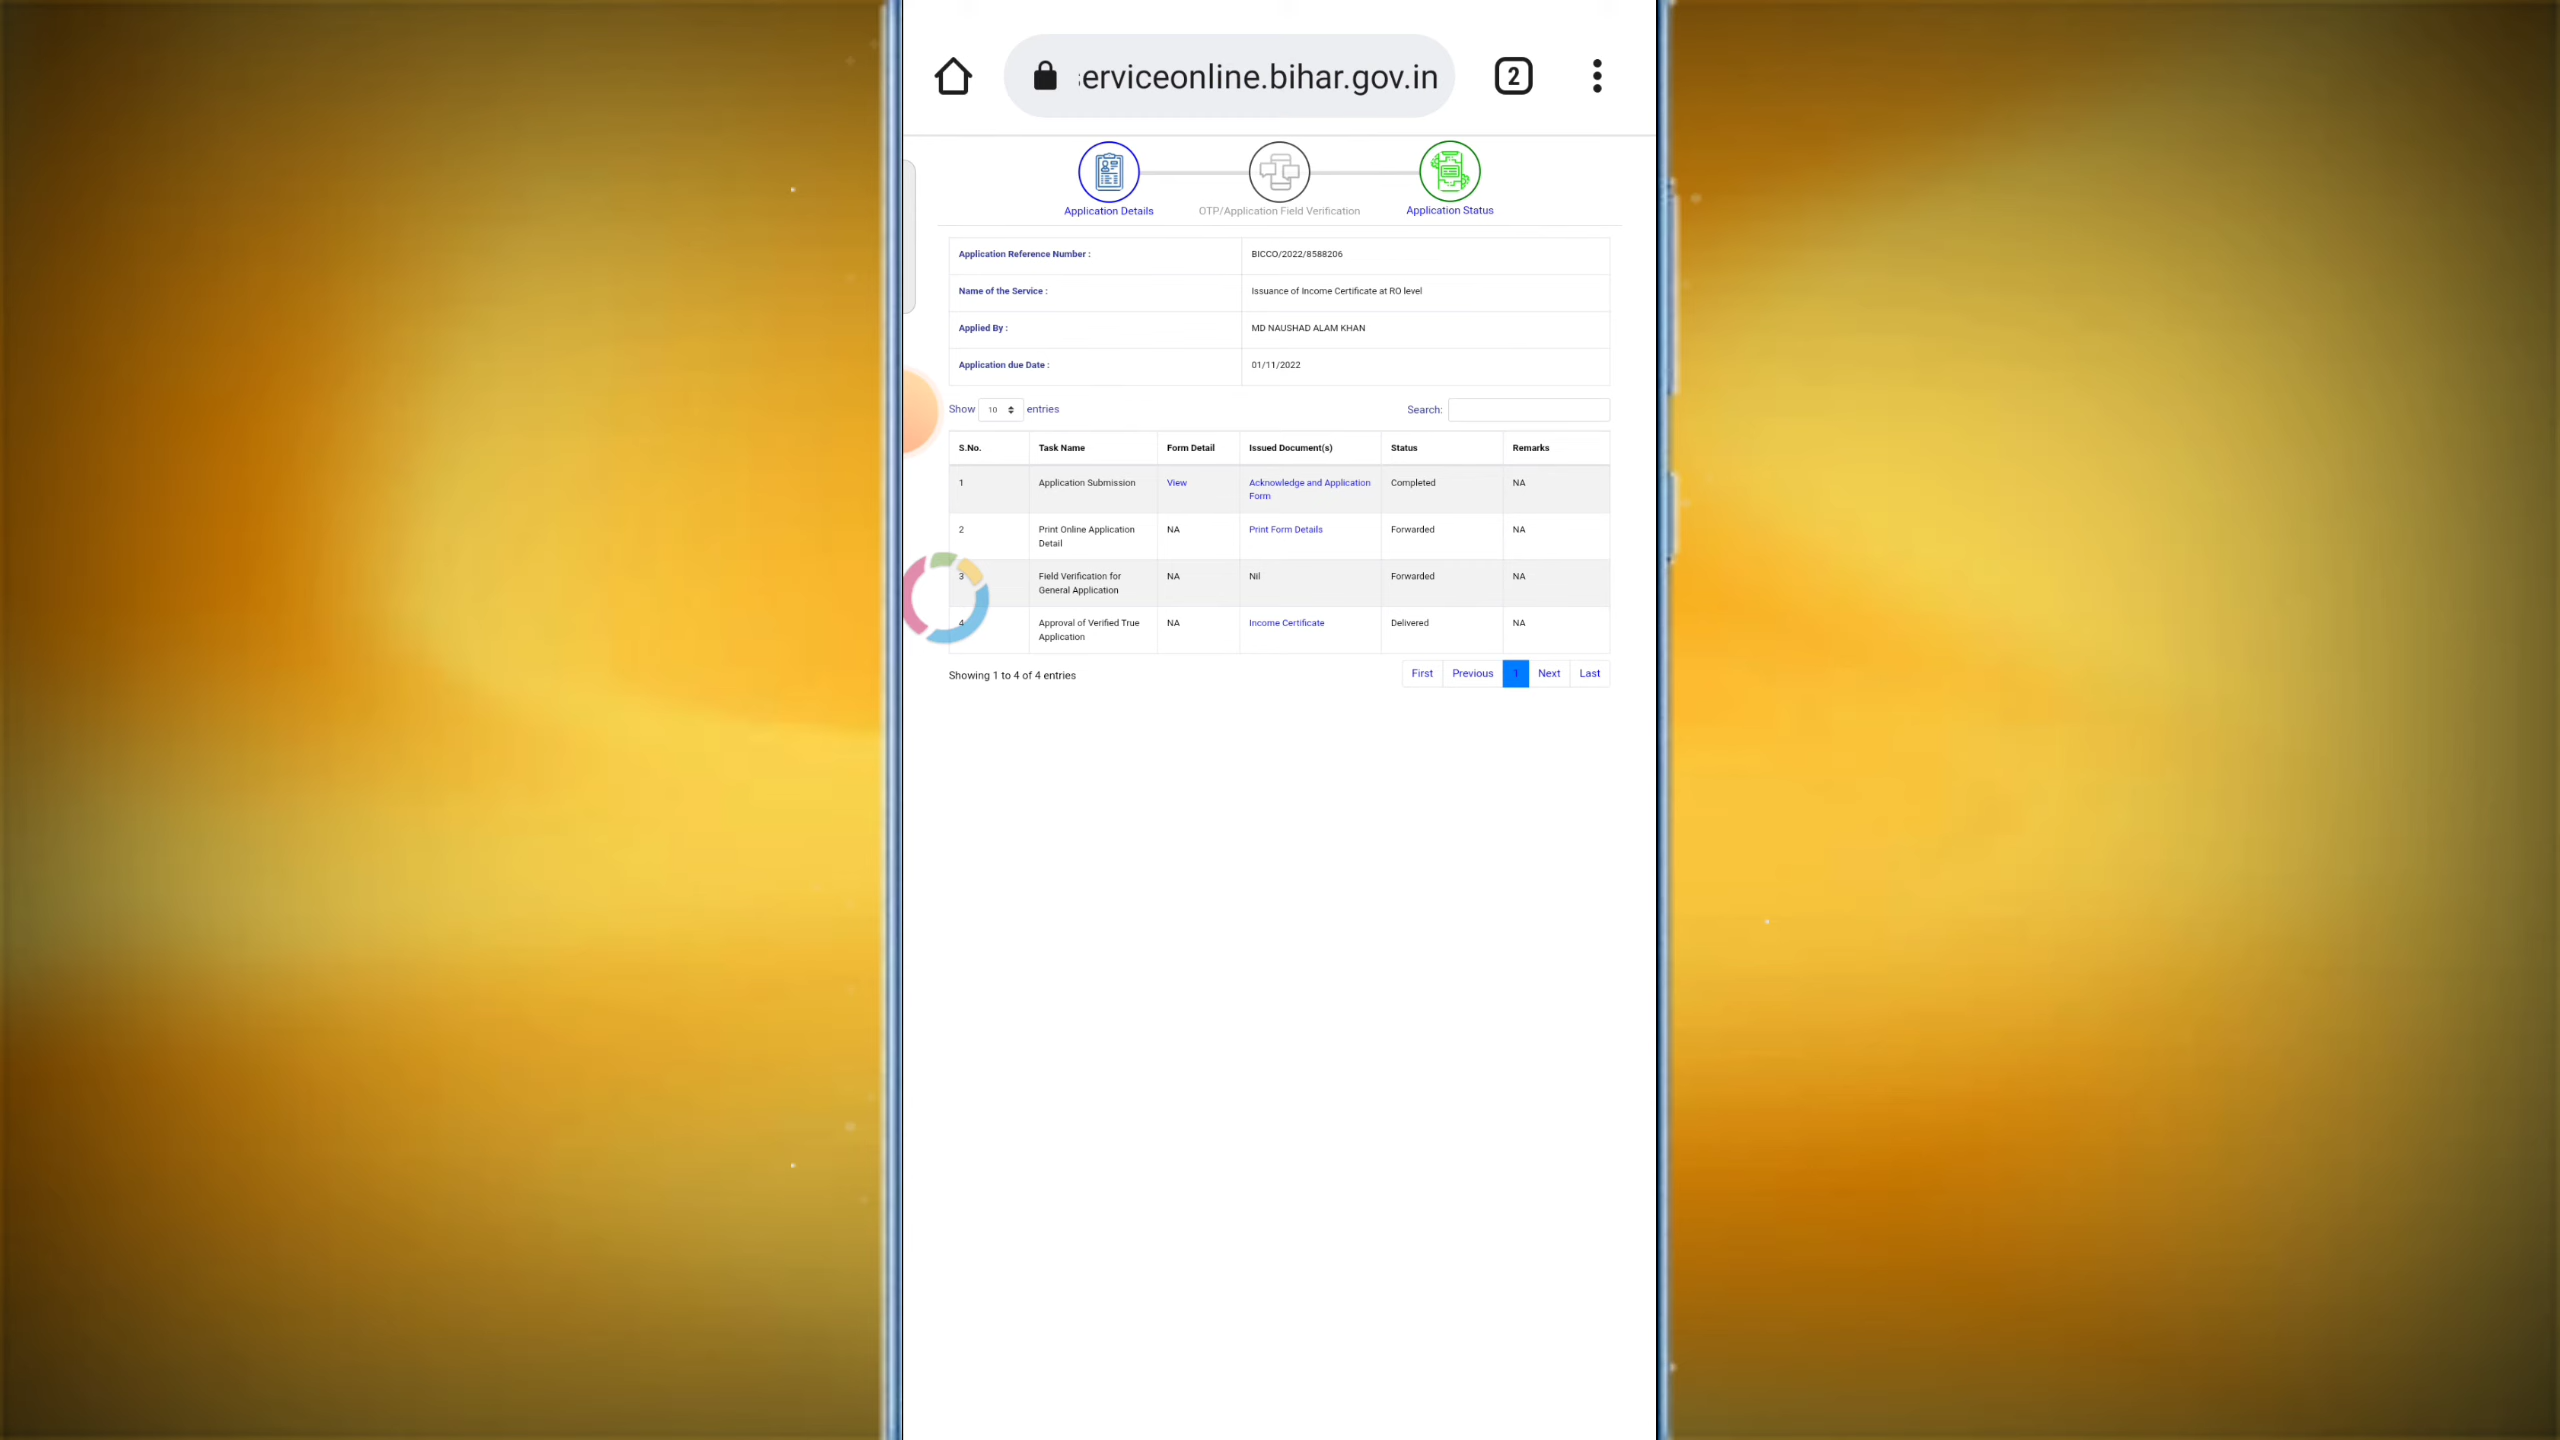 erviceonline.bihar.gov.in
2
Application Details
OTP/Application Field Verification
Application Status
Application Reference Number : BICCO/2022/8588206
Name of the Service : Issuance of Income Certificate at RO level
Applied By : MD NAUSHAD ALAM KHAN
Application due Date : 01/11/2022
Show 10 entries Search:
S.No. Task Name Form Detail Issued Document(s) Status Remarks
1 Application Submission View Acknowledge and Application Completed NA
Form
2 Print Online Application NA Print Form Details Forwarded NA
Detail
3 Field Verification for NA Nil Forwarded NA
General Application
4 Approval of Verified True NA Income Certificate Delivered NA
Application
Showing 1 to 4 of 4 entries First Previous 1 Next Last